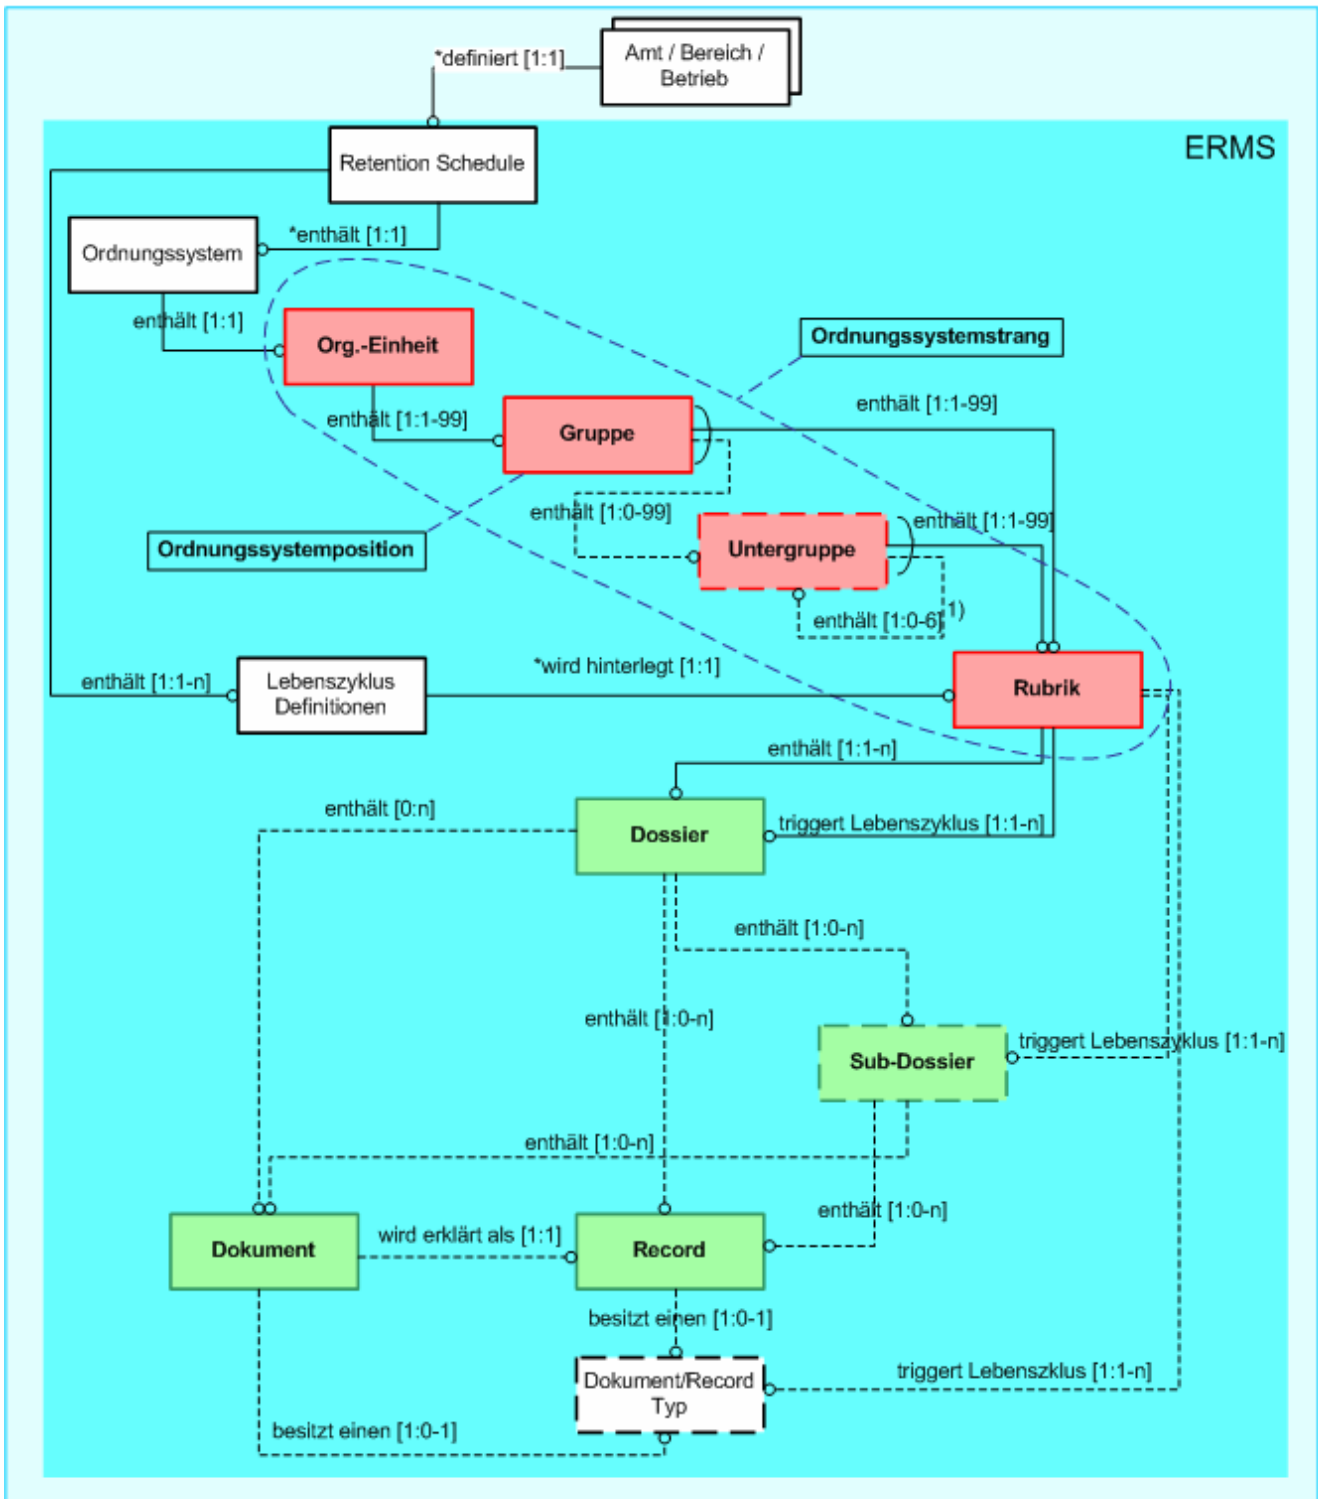 Amt / Bereich /
Betrieb
*definiert [1:1]
ERMS
Retention Schedule
*enthält [1:1]
Ordnungssystem
enthält [1:1]
Org.-Einheit
Ordnungssystemstrang
enthält [1:1-99]
Gruppe
enthält [1:1-99]
enthält [1:0-99]
Ordnungssystemposition
Untergruppe
enthält [1:1-99]
enthält [1:0-6]
1)
enthält [1:1-n]
Lebenszyklus
Definitionen
*wird hinterlegt [1:1]
Rubrik
enthält [1:1-n]
enthält [0:n]
Dossier
triggert Lebenszyklus [1:1-n]
enthält [1:0-n]
enthält [1:0-n]
Sub-Dossier
triggert Lebenszyklus [1:1-n]
enthält [1:0-n]
enthält [1:0-n]
Dokument
wird erklärt als [1:1]
Record
besitzt einen [1:0-1]
Dokument/Record
Typ
triggert Lebenszklus [1:1-n]
besitzt einen [1:0-1]